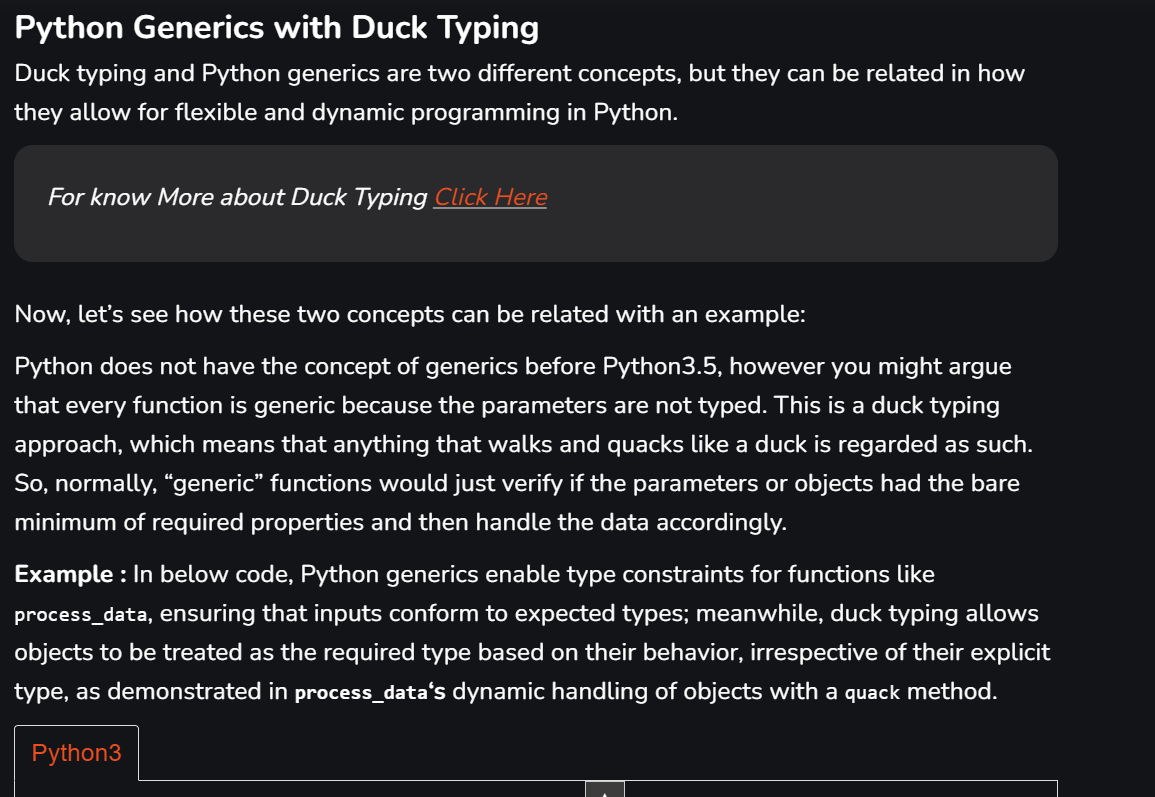 Python Generics with Duck Typing
Duck typing and Python generics are two different concepts, but they can be related in how
they allow for flexible and dynamic programming in Python.
For know More about Duck Typing Click Here
Now, let’s see how these two concepts can be related with an example:
Python does not have the concept of generics before Python3.5, however you might argue
that every function is generic because the parameters are not typed. This is a duck typing
approach, which means that anything that walks and quacks like a duck is regarded as such.
So, normally, “generic” functions would just verify if the parameters or objects had the bare
minimum of required properties and then handle the data accordingly.
Example : In below code, Python generics enable type constraints for functions like
process_data, ensuring that inputs conform to expected types; meanwhile, duck typing allows
objects to be treated as the required type based on their behavior, irrespective of their explicit
type, as demonstrated in process_data‘s dynamic handling of objects with a quack method.
Python3